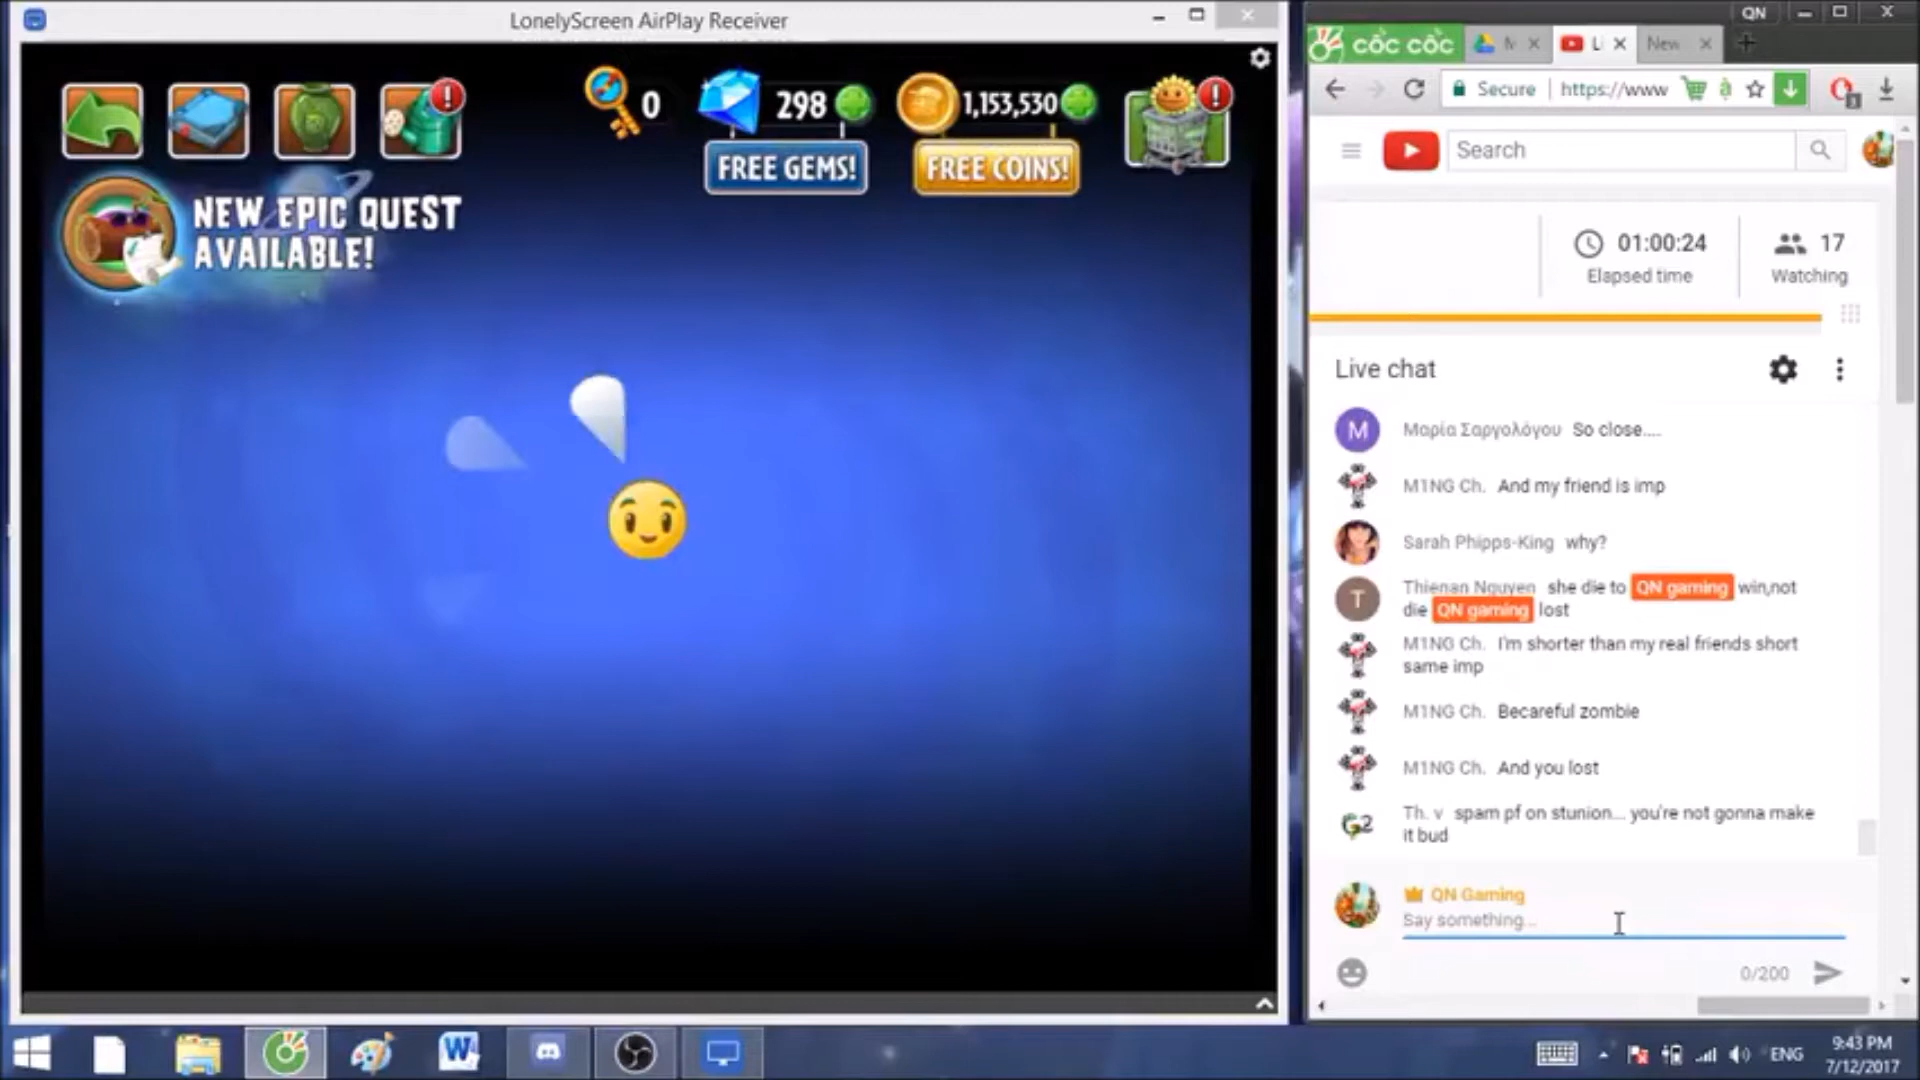 LonelyScreen AirPlay Receiver
0
298
1,153,530
FREE GEMS!
FREE COINS!
NEW EPIC QUEST
AVAILABLE!
QN
cốc cốc
New
Secure
https://www
Search
01:00:24
Elapsed time
17
Watching
Live chat
M
Μαρία Σαργολόγου So close....
M1NG Ch. And my friend is imp
Sarah Phipps-King why?
T
Thienan Nguyen she die to QN gaming win,not
die QN gaming lost
M1NG Ch. I'm shorter than my real friends short
same imp
M1NG Ch. Becareful zombie
M1NG Ch. And you lost
Th. v spam pf on stunion... you're not gonna make
it bud
QN Gaming
Say something...
0/200
ENG
9:43 PM
7/12/2017